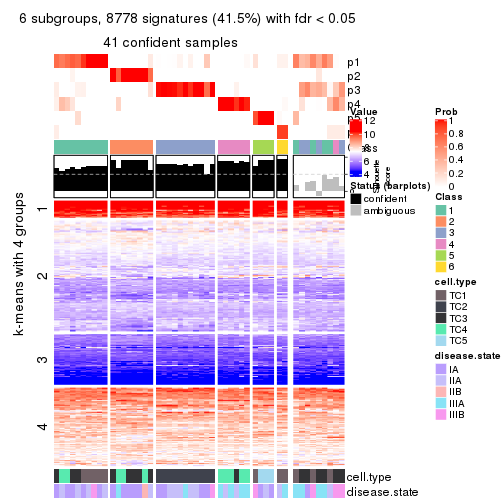 6 subgroups, 8778 signatures (41.5%) with fdr < 0.05
41 confident samples
p1
p2
p3
p4
Value
12
10
8
6
4
Silhouette
score
Status (barplots)
confident
ambiguous
Prob
1
0.8
0.6
0.4
0.2
0
Class
1
2
3
4
5
6
cell.type
TC1
TC2
TC3
TC4
TC5
disease.state
IA
IIA
IIB
IIIA
IIIB
k-means with 4 groups
1
2
3
4
cell.type
disease.state